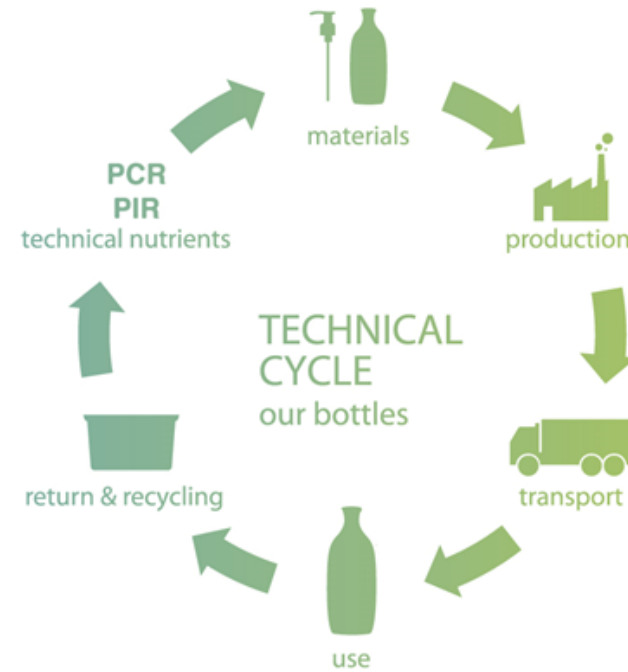 materials
PCR
PIR
technical nutrients
production
TECHNICAL
CYCLE
our bottles
return & recycling
transport
use